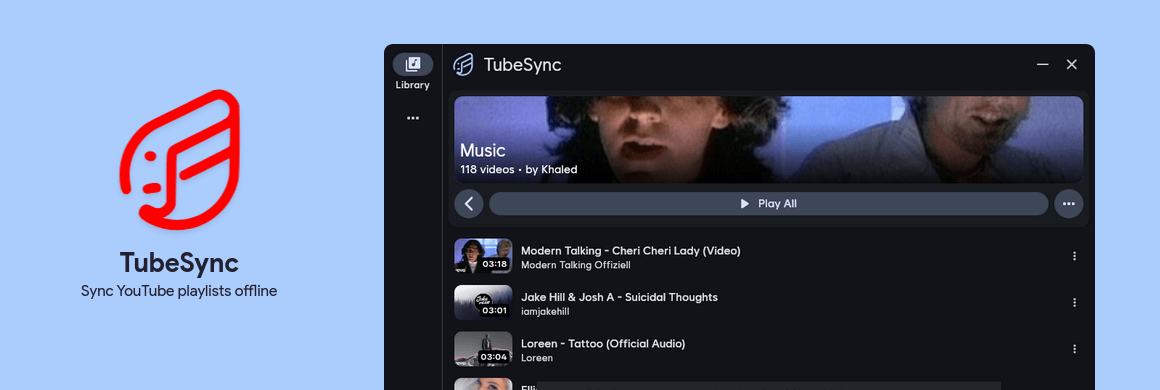 TubeSync
Sync YouTube playlists offline
Library
TubeSync
Music
118 videos • by Khaled
Play All
03:18
Modern Talking - Cheri Cheri Lady (Video)
Modern Talking Offiziell
03:01
Jake Hill & Josh A - Suicidal Thoughts
iamjakehill
03:04
Loreen - Tattoo (Official Audio)
Loreen